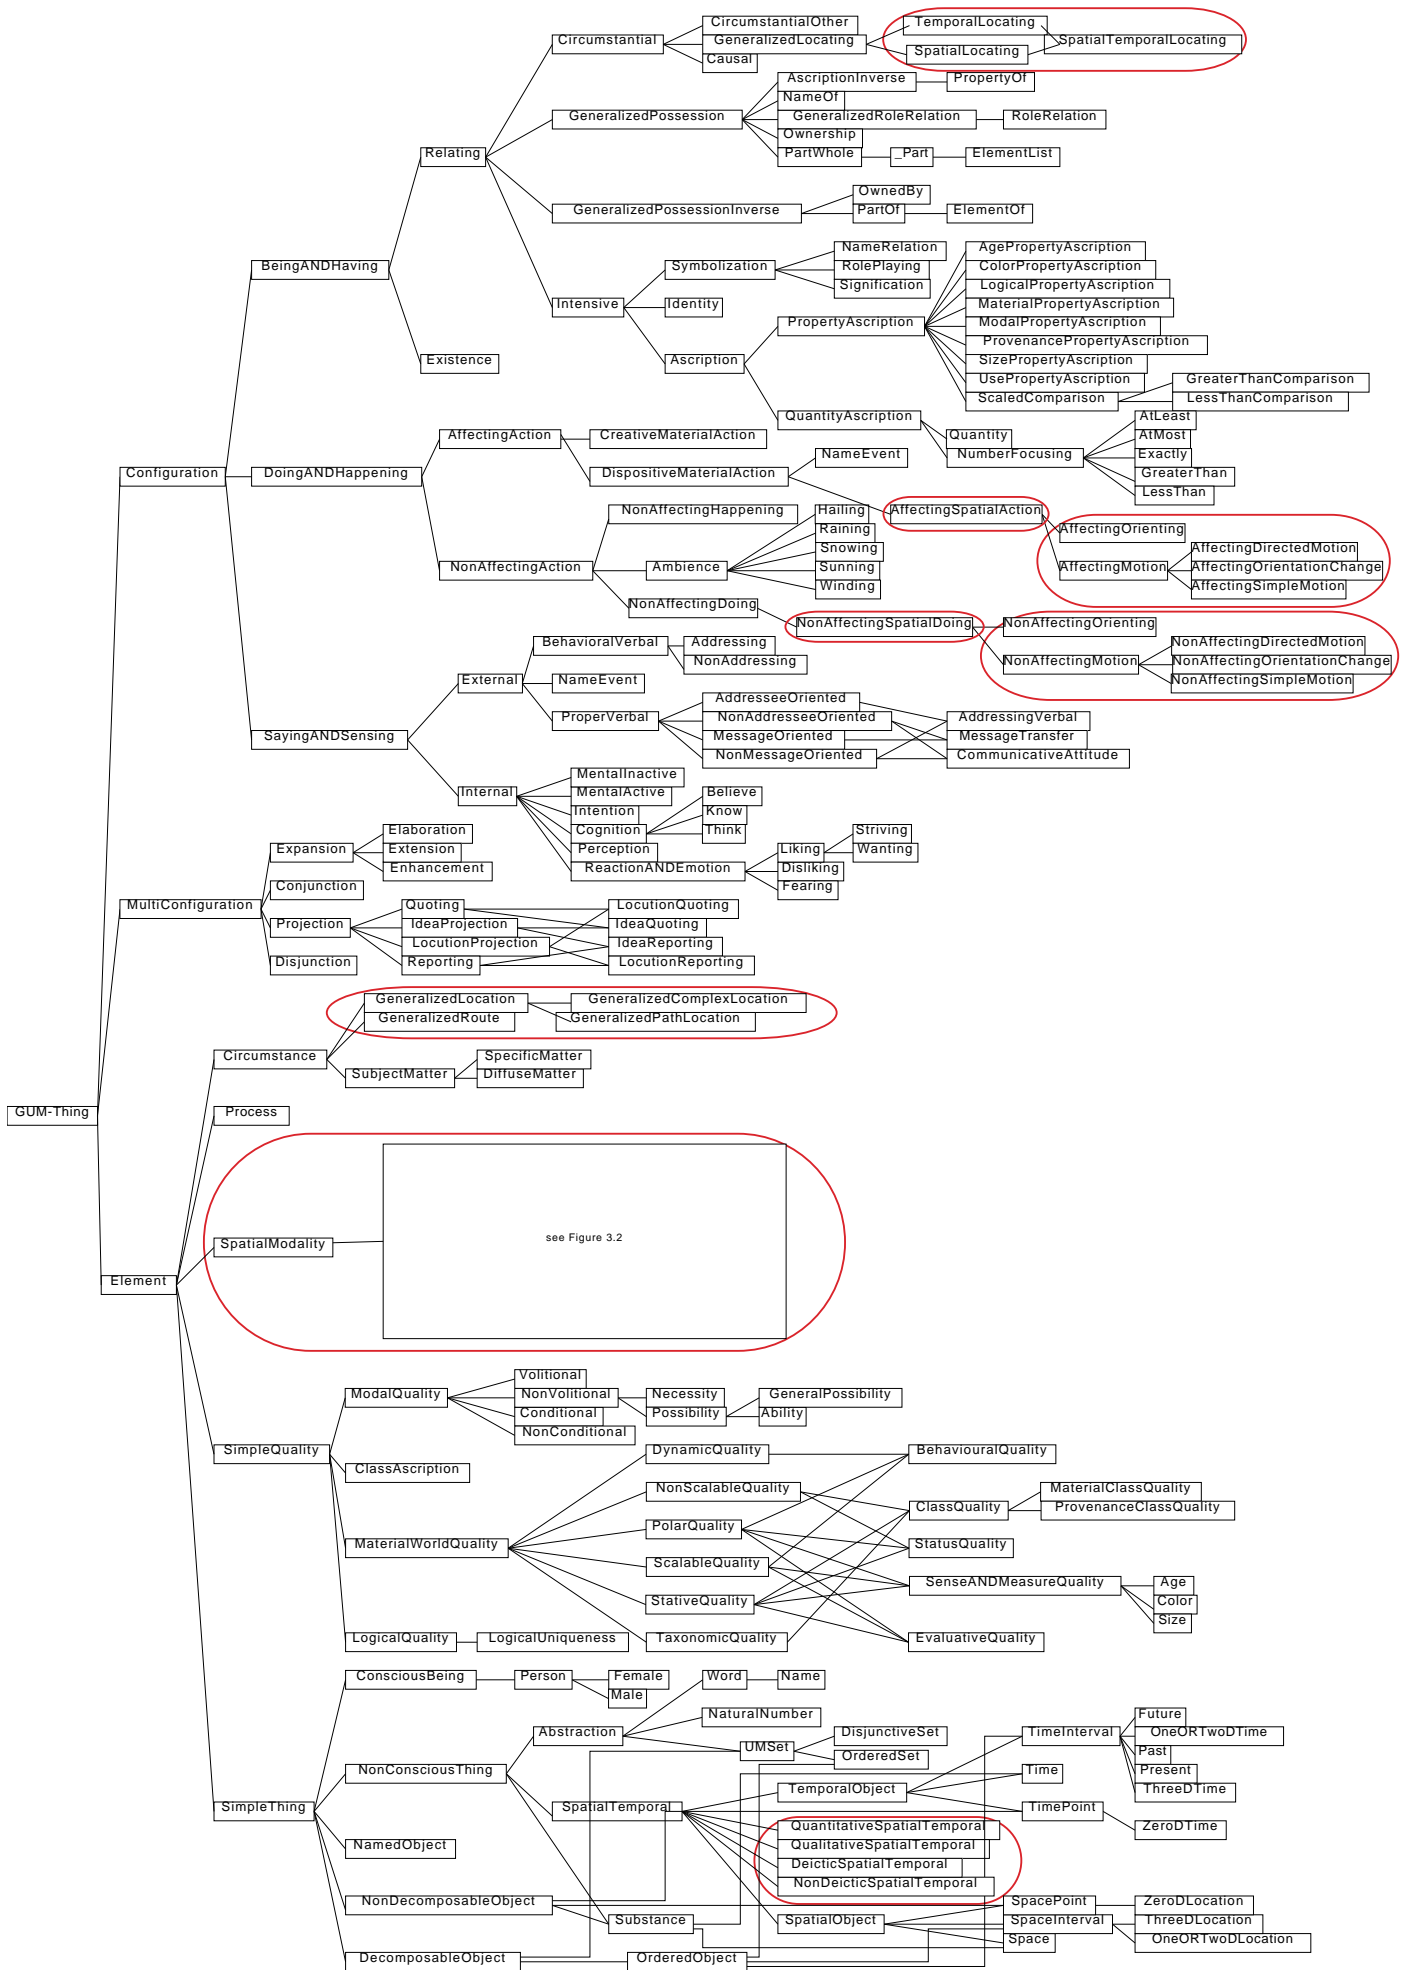 CircumstantialOther
TemporalLocating
Circumstantial
GeneralizedLocating
SpatialTemporalLocating
SpatialLocating
Causal
AscriptionInverse
PropertyOf
NameOf
GeneralizedPossession
GeneralizedRoleRelation
RoleRelation
Ownership
Relating
PartWhole
_Part
ElementList
OwnedBy
GeneralizedPossessionInverse
PartOf
ElementOf
NameRelation
AgePropertyAscription
BeingANDHaving
Symbolization
RolePlaying
ColorPropertyAscription
Signification
LogicalPropertyAscription
Intensive
Identity
MaterialPropertyAscription
PropertyAscription
ModalPropertyAscription
ProvenancePropertyAscription
Existence
Ascription
SizePropertyAscription
UsePropertyAscription
GreaterThanComparison
ScaledComparison
LessThanComparison
QuantityAscription
AtLeast
AffectingAction
CreativeMaterialAction
Quantity
AtMost
NameEvent
NumberFocusing
Exactly
Configuration
DoingANDHappening
DispositiveMaterialAction
GreaterThan
LessThan
NonAffectingHappening
Hailing
AffectingSpatialAction
Raining
AffectingOrienting
Snowing
AffectingDirectedMotion
NonAffectingAction
Ambience
Sunning
AffectingMotion
AffectingOrientationChange
Winding
AffectingSimpleMotion
NonAffectingDoing
NonAffectingSpatialDoing
NonAffectingOrienting
BehavioralVerbal
Addressing
NonAffectingDirectedMotion
NonAddressing
NonAffectingMotion
NonAffectingOrientationChange
External
NameEvent
NonAffectingSimpleMotion
AddresseeOriented
ProperVerbal
NonAddresseeOriented
AddressingVerbal
SayingANDSensing
MessageOriented
MessageTransfer
NonMessageOriented
CommunicativeAttitude
MentalInactive
Internal
MentalActive
Believe
Intention
Know
Elaboration
Cognition
Think
Striving
Expansion
Extension
Perception
Liking
Wanting
Enhancement
ReactionANDEmotion
Disliking
Conjunction
Fearing
MultiConfiguration
Quoting
LocutionQuoting
Projection
IdeaProjection
IdeaQuoting
LocutionProjection
IdeaReporting
Disjunction
Reporting
LocutionReporting
GeneralizedLocation
GeneralizedComplexLocation
GeneralizedRoute
GeneralizedPathLocation
Circumstance
SpecificMatter
SubjectMatter
DiffuseMatter
GUM-Thing
Process
see Figure 3.2
SpatialModality
Element
Volitional
ModalQuality
NonVolitional
Necessity
GeneralPossibility
Conditional
Possibility
Ability
NonConditional
SimpleQuality
DynamicQuality
BehaviouralQuality
ClassAscription
NonScalableQuality
MaterialClassQuality
ClassQuality
ProvenanceClassQuality
PolarQuality
MaterialWorldQuality
StatusQuality
ScalableQuality
SenseANDMeasureQuality
Age
StativeQuality
Color
Size
LogicalQuality
LogicalUniqueness
TaxonomicQuality
EvaluativeQuality
ConsciousBeing
Person
Female
Word
Name
Male
Abstraction
NaturalNumber
Future
DisjunctiveSet
TimeInterval
OneORTwoDTime
UMSet
OrderedSet
Past
NonConsciousThing
Time
Present
TemporalObject
ThreeDTime
SimpleThing
SpatialTemporal
TimePoint
QuantitativeSpatialTemporal
ZeroDTime
NamedObject
QualitativeSpatialTemporal
DeicticSpatialTemporal
NonDeicticSpatialTemporal
NonDecomposableObject
SpacePoint
ZeroDLocation
Substance
SpatialObject
SpaceInterval
ThreeDLocation
Space
OneORTwoDLocation
DecomposableObject
OrderedObject